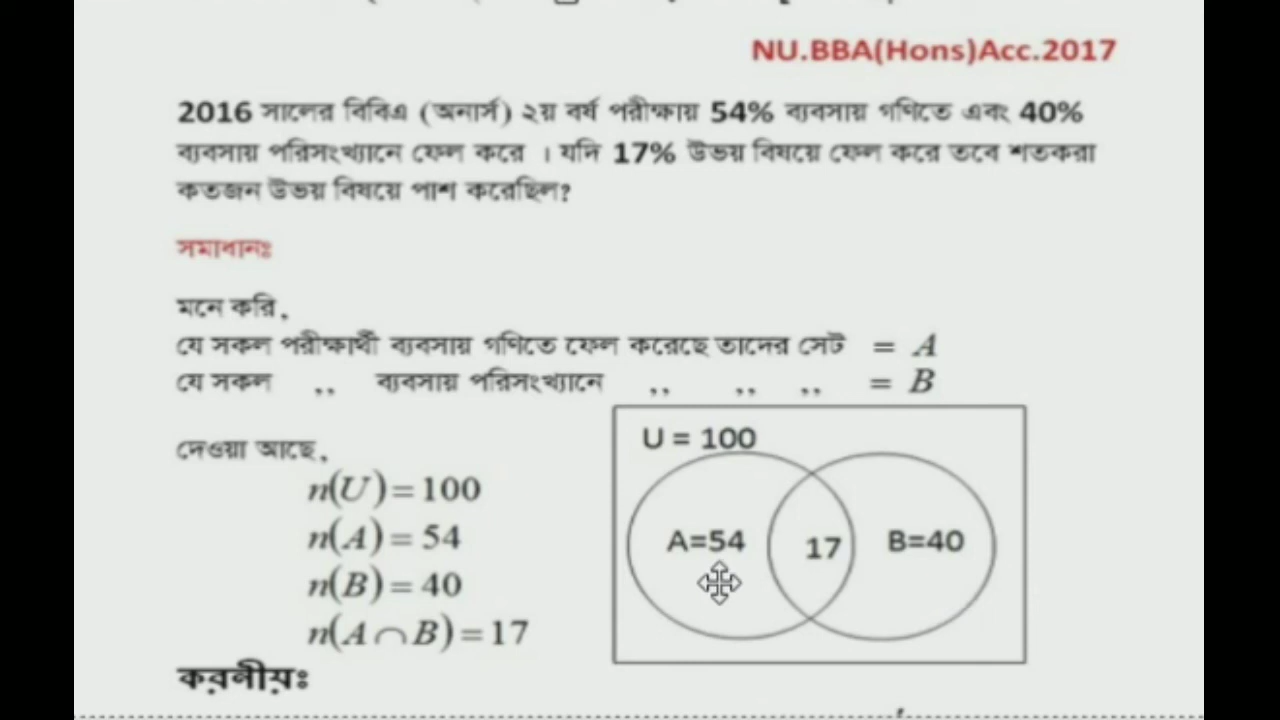 NU.BBA(Hons)Acc.2017
2016 সালের বিবিএ (অনার্স) ২য় বর্ষ পরীক্ষায় 54% ব্যবসায় গণিতে এবং 40%
ব্যবসায় পরিসংখ্যানে ফেল করে । যদি 17% উভয় বিষয়ে ফেল করে তবে শতকরা
কতজন উভয় বিষয়ে পাশ করেছিল?
সমাধানঃ
মনে করি,
যে সকল পরীক্ষার্থী ব্যবসায় গণিতে ফেল করেছে তাদের সেট = A
যে সকল ,, ব্যবসায় পরিসংখানে ,, ,, ,, = B
দেওয়া আছে,
n(U)=100
n(A)=54
n(B)=40
n(A∩B)=17
U = 100
A=54 17 B=40
করনীয়ঃ